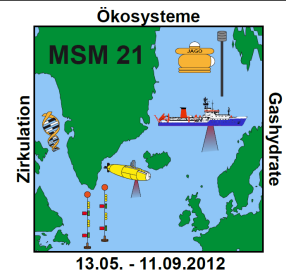 Ökosysteme
MSM 21
JAGO
Zirkulation
Gashydrate
13.05. - 11.09.2012